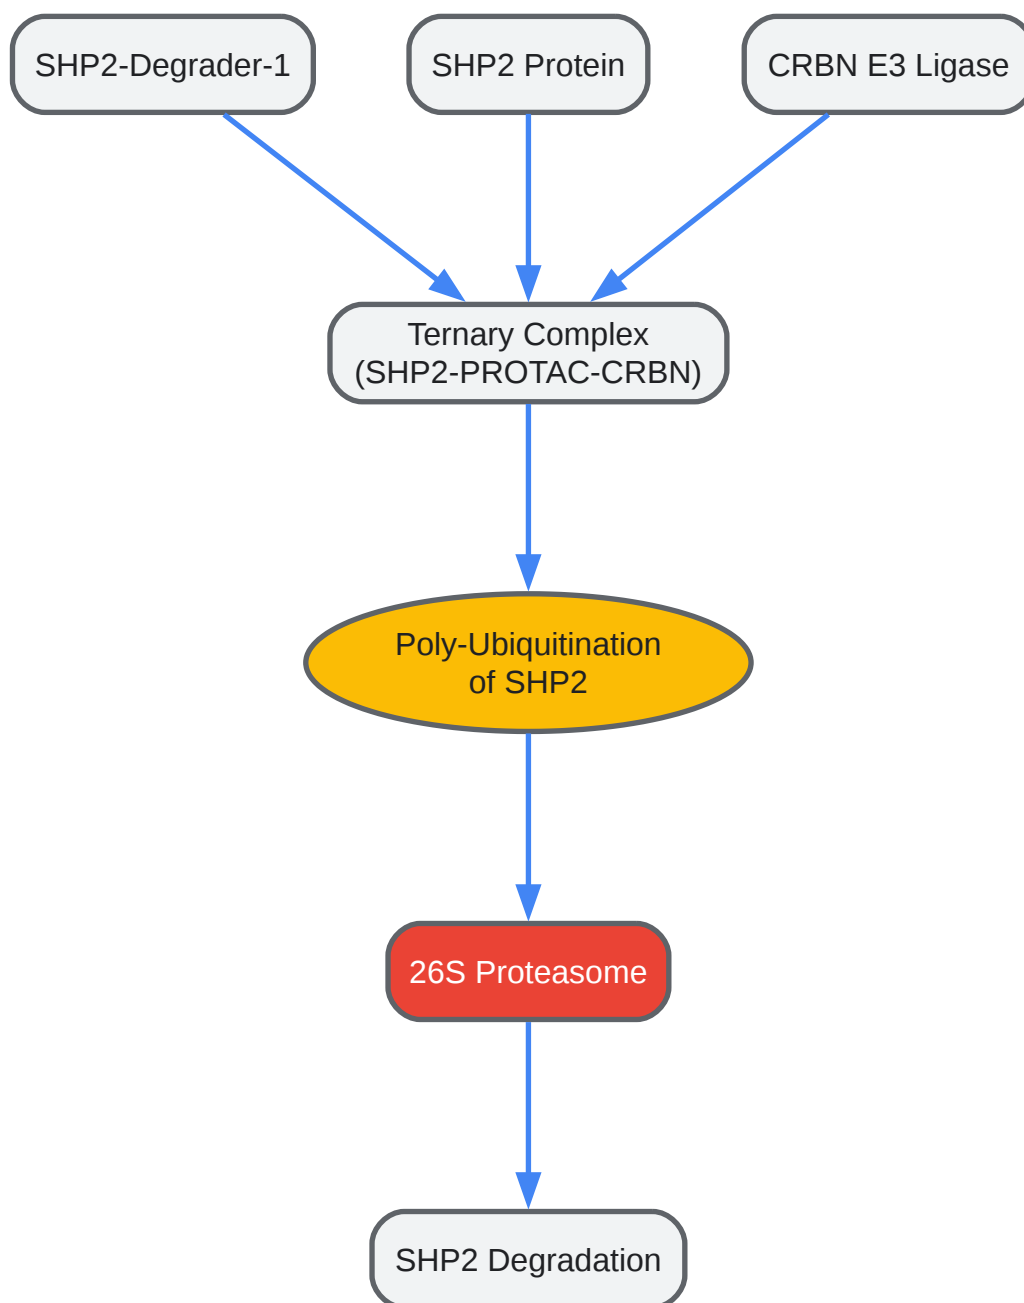 SHP2-Degrader-1
SHP2 Protein
CRBN E3 Ligase
Ternary Complex
(SHP2-PROTAC-CRBN)
Poly-Ubiquitination
of SHP2
26S Proteasome
SHP2 Degradation